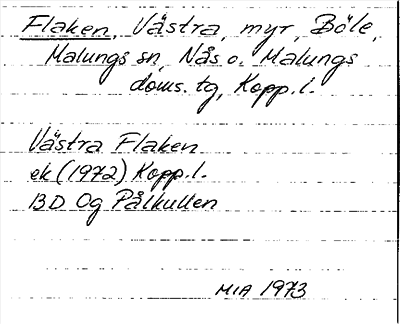 Flaken, Västra, myr, Böle,
Malungs sn, Nås o. Malungs
doms. tg, Kopp. l.
Västra Flaken
ek (1972) Kopp. l.
13D 0g Pålkullen
MIA 1973